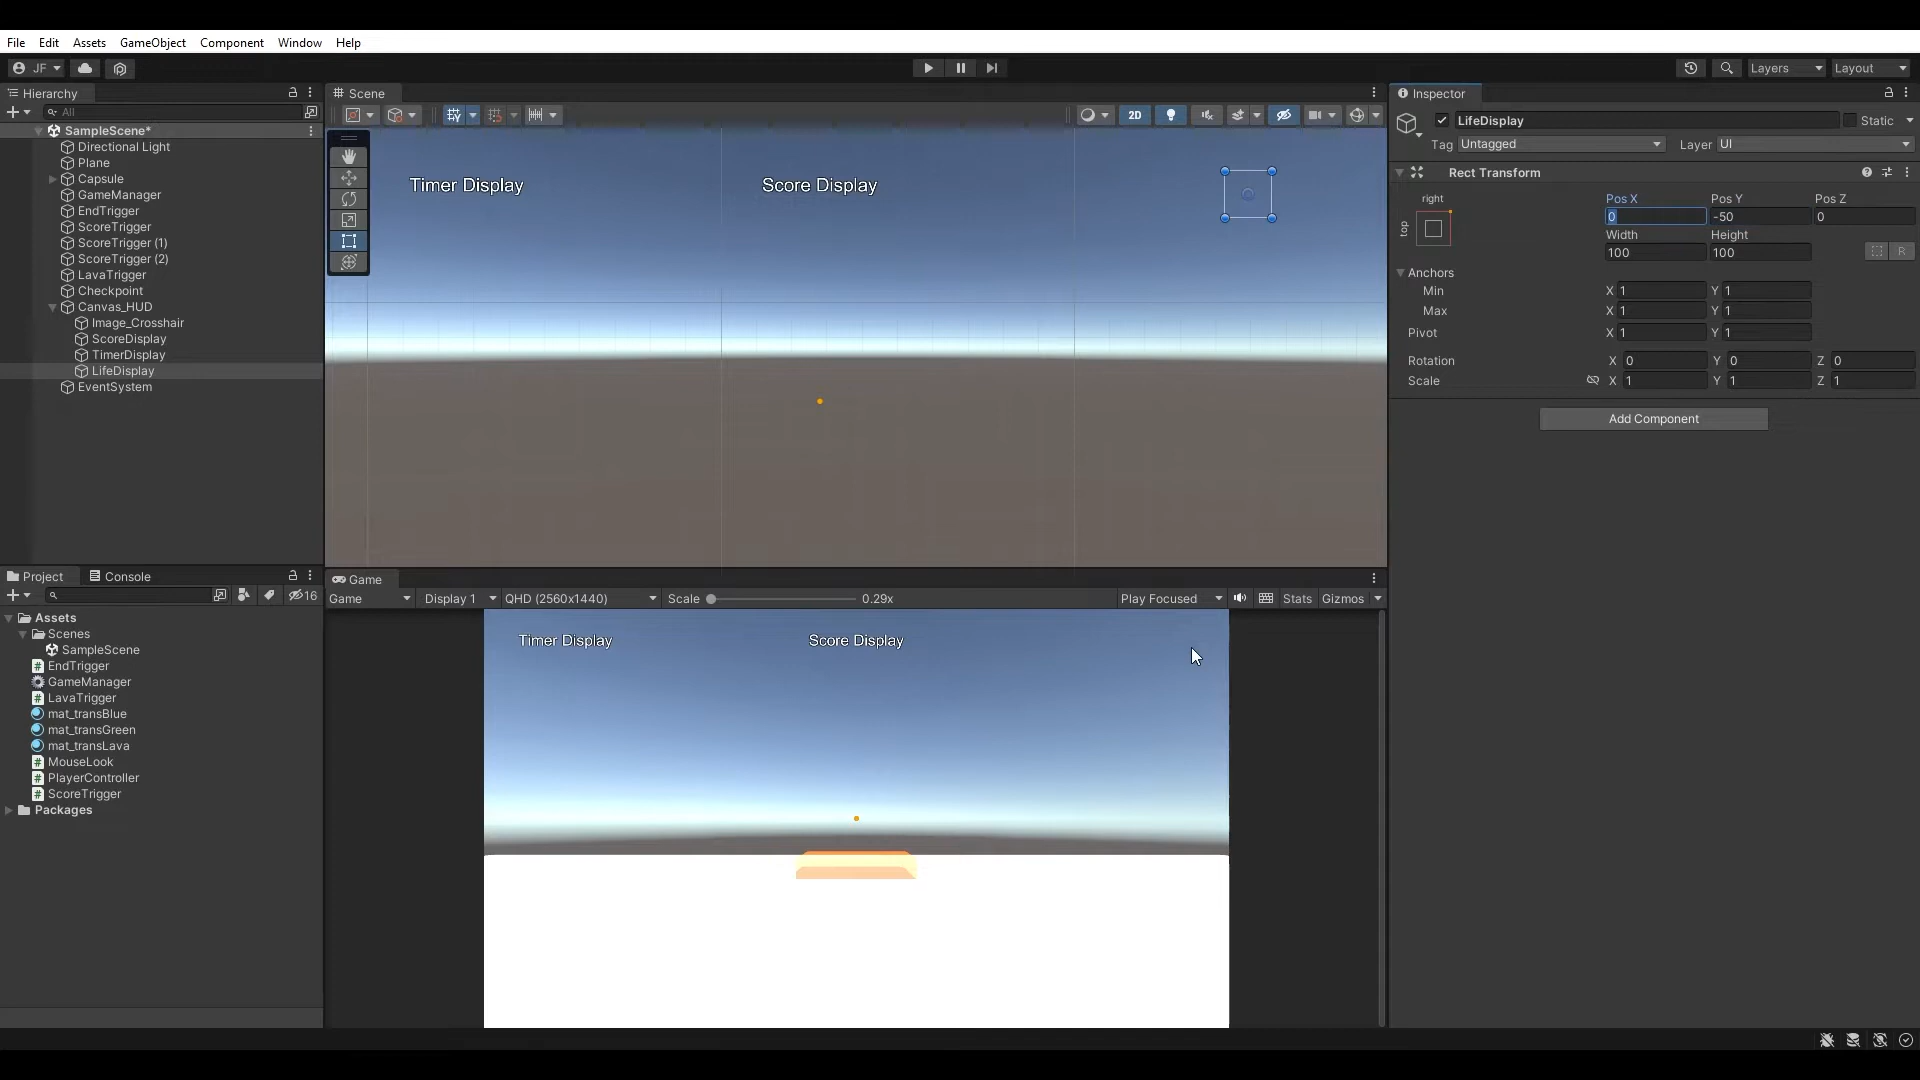 File Edit Assets GameObject Component Window Help
JF Layers Layout
Hierarchy
All
SampleScene*
Directional Light
Plane
Capsule
GameManager
EndTrigger
ScoreTrigger
ScoreTrigger (1)
ScoreTrigger (2)
LavaTrigger
Checkpoint
Canvas_HUD
Image_Crosshair
ScoreDisplay
TimerDisplay
LifeDisplay
EventSystem
Scene
2D
Timer Display Score Display
Project Console
16
Assets
Scenes
SampleScene
EndTrigger
GameManager
LavaTrigger
mat_transBlue
mat_transGreen
mat_transLava
MouseLook
PlayerController
ScoreTrigger
Packages
Game
Game Display 1 QHD (2560x1440) Scale 0.29x Play Focused Stats Gizmos
Timer Display Score Display
Inspector
LifeDisplay Static
Tag Untagged Layer UI
Rect Transform
right Pos X Pos Y Pos Z
top 0 -50 0
Width Height
100 100 R
Anchors
Min X 1 Y 1
Max X 1 Y 1
Pivot X 1 Y 1
Rotation X 0 Y 0 Z 0
Scale X 1 Y 1 Z 1
Add Component